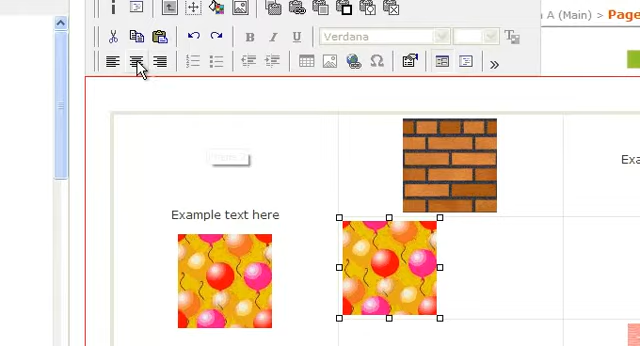 n A (Main) > Page
B I U Verdana
»
Exa
Example text here